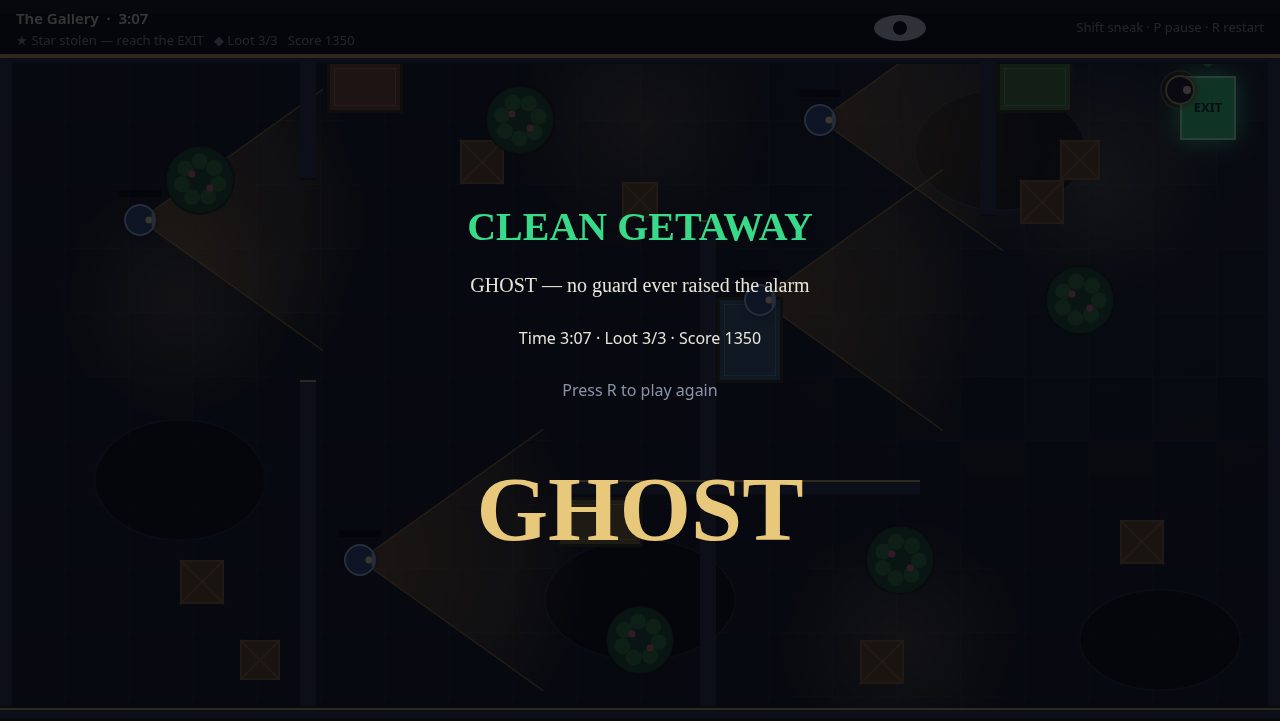 The Gallery · 3:07
★ Star stolen — reach the EXIT ◆ Loot 3/3 Score 1350
Shift sneak · P pause · R restart
EXIT
CLEAN GETAWAY
GHOST — no guard ever raised the alarm
Time 3:07 · Loot 3/3 · Score 1350
Press R to play again
GHOST